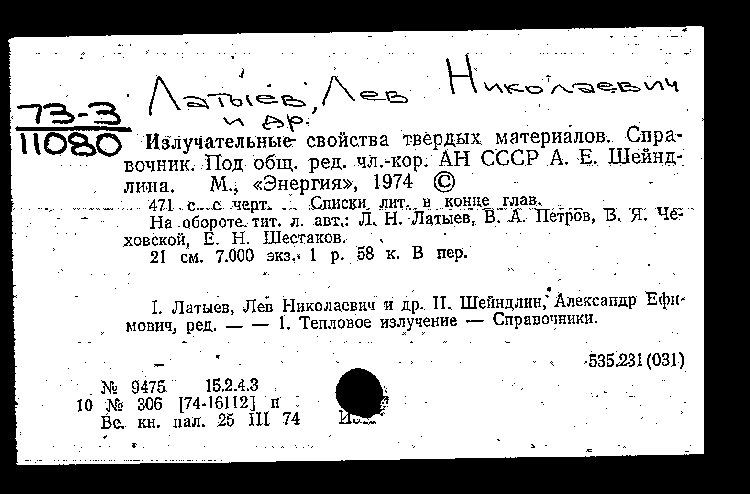 Латыев, Лев Николаевич
и др.
73-3
11080
Излучательные свойства твердых материалов. Спра-
вочник. Под общ. ред. чл.-кор. АН СССР А. Е. Шейнд-
лина. М., «Энергия», 1974 ©
471 с. с черт. Списки лит. в конце глав.
На обороте тит. л. авт.: Л. Н. Латыев, В. А. Петров, В. Я. Че-
ховской, Е. Н. Шестаков.
21 см. 7.000 экз. 1 р. 58 к. В пер.
I. Латыев, Лев Николаевич и др. II. Шейндлин, Александр Ефи-
мович, ред. — — 1. Тепловое излучение — Справочники.
535.231(031)
№ 9475 15.2.4.3
10 № 306 [74-16112] п
Вс. кн. пал. 25 III 74